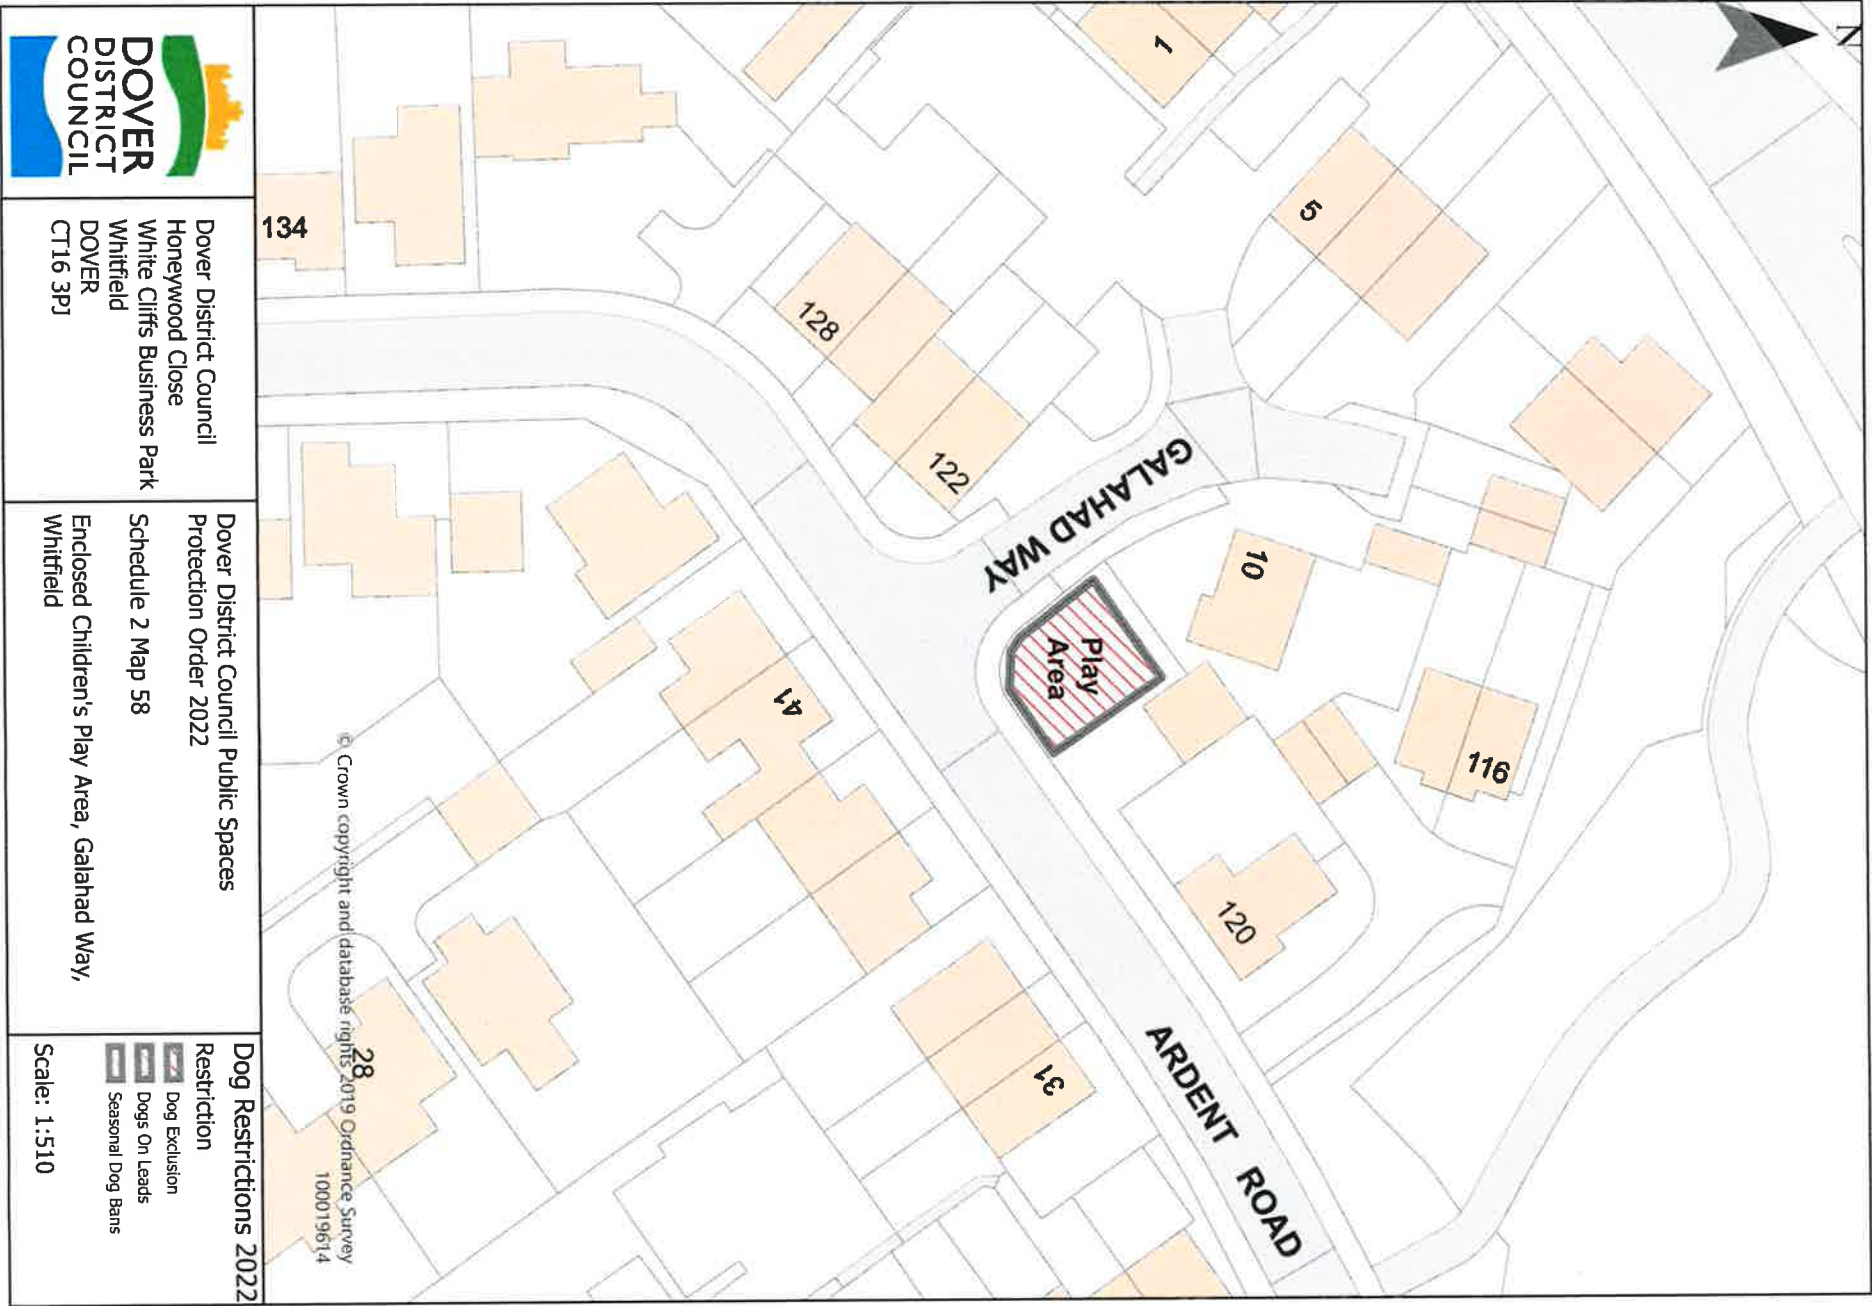 N
1
5
10
116
120
128
122
134
GALAHAD WAY
Play
Area
41
31
28
ARDENT ROAD
© Crown copyright and database rights 2019 Ordnance Survey
100019614
DOVER
DISTRICT
COUNCIL
Dover District Council
Honeywood Close
White Cliffs Business Park
Whitfield
DOVER
CT16 3PJ
Dover District Council Public Spaces
Protection Order 2022
Schedule 2 Map 58
Enclosed Children's Play Area, Galahad Way,
Whitfield
Dog Restrictions 2022
Restriction
Dog Exclusion
Dogs On Leads
Seasonal Dog Bans
Scale: 1:510